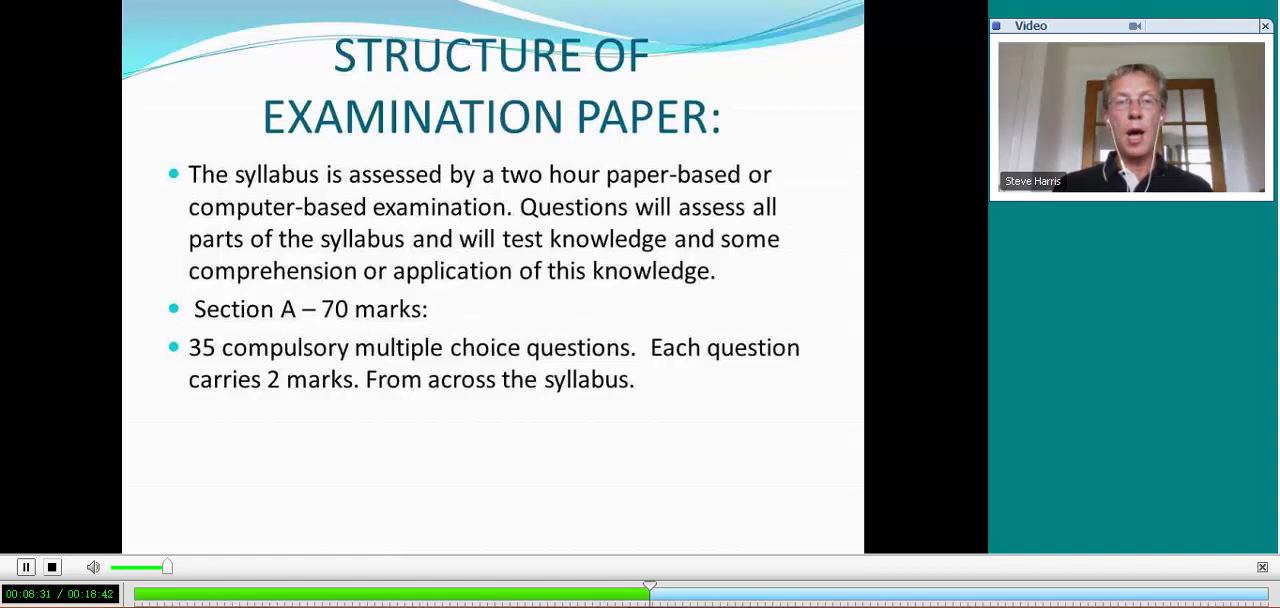 STRUCTURE OF
EXAMINATION PAPER:
The syllabus is assessed by a two hour paper-based or
computer-based examination. Questions will assess all
parts of the syllabus and will test knowledge and some
comprehension or application of this knowledge.
Section A – 70 marks:
35 compulsory multiple choice questions.  Each question
carries 2 marks. From across the syllabus.
Video
Steve Harris
00:08:31 / 00:18:42